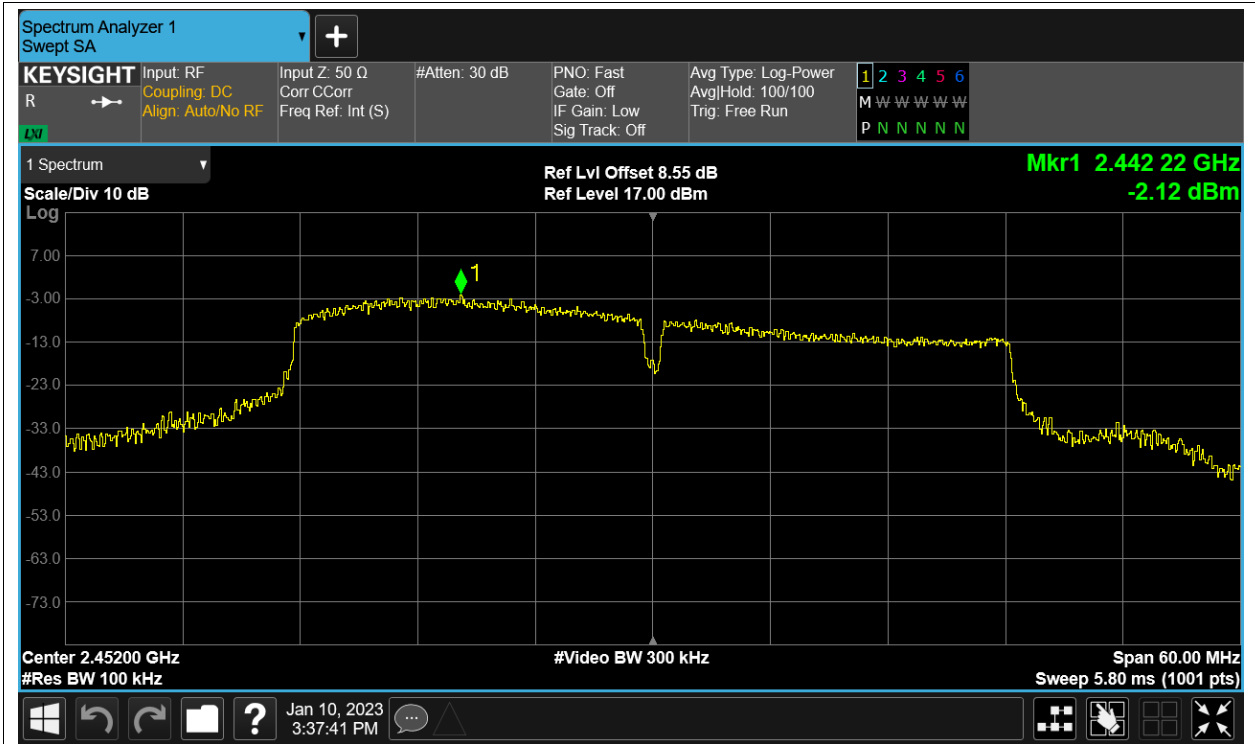 Spectrum Analyzer 1
Swept SA
KEYSIGHT
R
LXI
Input: RF
Coupling: DC
Align: Auto/No RF
Input Z: 50 Ω
Corr CCorr
Freq Ref: Int (S)
#Atten: 30 dB
PNO: Fast
Gate: Off
IF Gain: Low
Sig Track: Off
Avg Type: Log-Power
Avg|Hold: 100/100
Trig: Free Run
1 2 3 4 5 6
M W W W W W
P N N N N N
1 Spectrum
Scale/Div 10 dB
Log
Ref Lvl Offset 8.55 dB
Ref Level 17.00 dBm
Mkr1 2.442 22 GHz
-2.12 dBm
1
7.00
-3.00
-13.0
-23.0
-33.0
-43.0
-53.0
-63.0
-73.0
Center 2.45200 GHz
#Video BW 300 kHz
Span 60.00 MHz
#Res BW 100 kHz
Sweep 5.80 ms (1001 pts)
?
Jan 10, 2023
3:37:41 PM